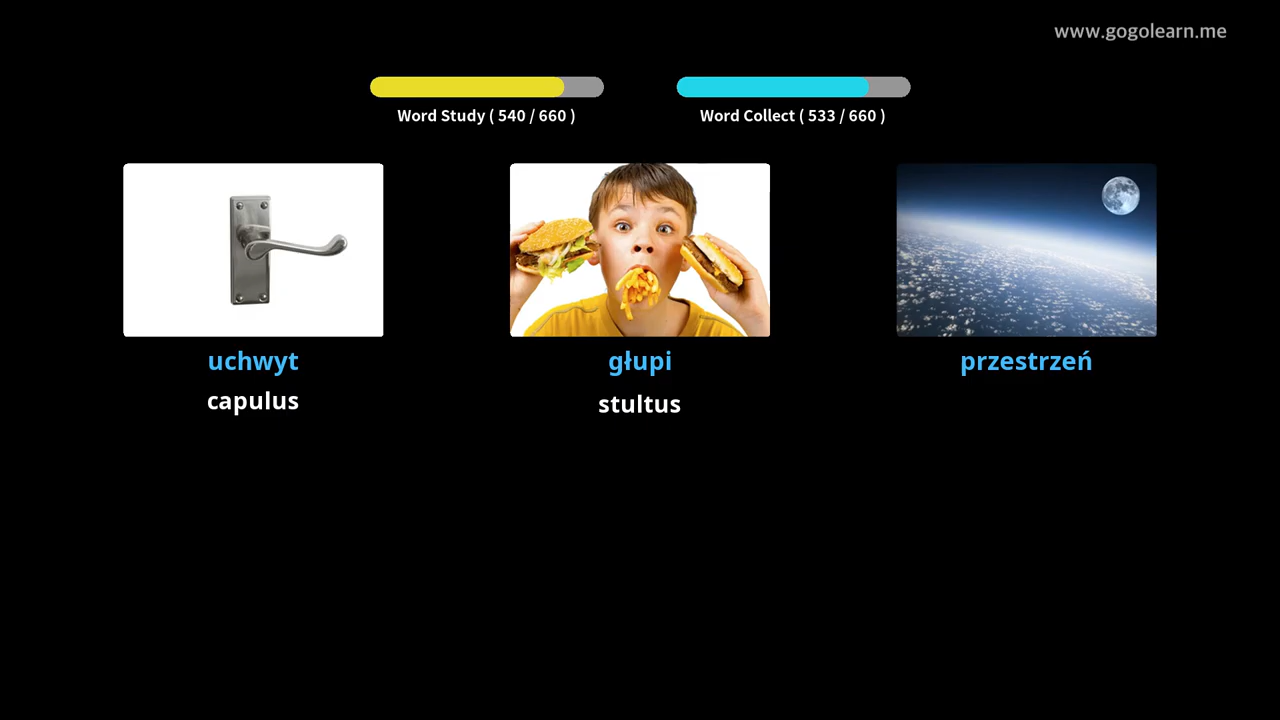 www.gogolearn.me
Word Study ( 540 / 660 )
Word Collect ( 533 / 660 )
uchwyt
głupi
przestrzeń
capulus
stultus